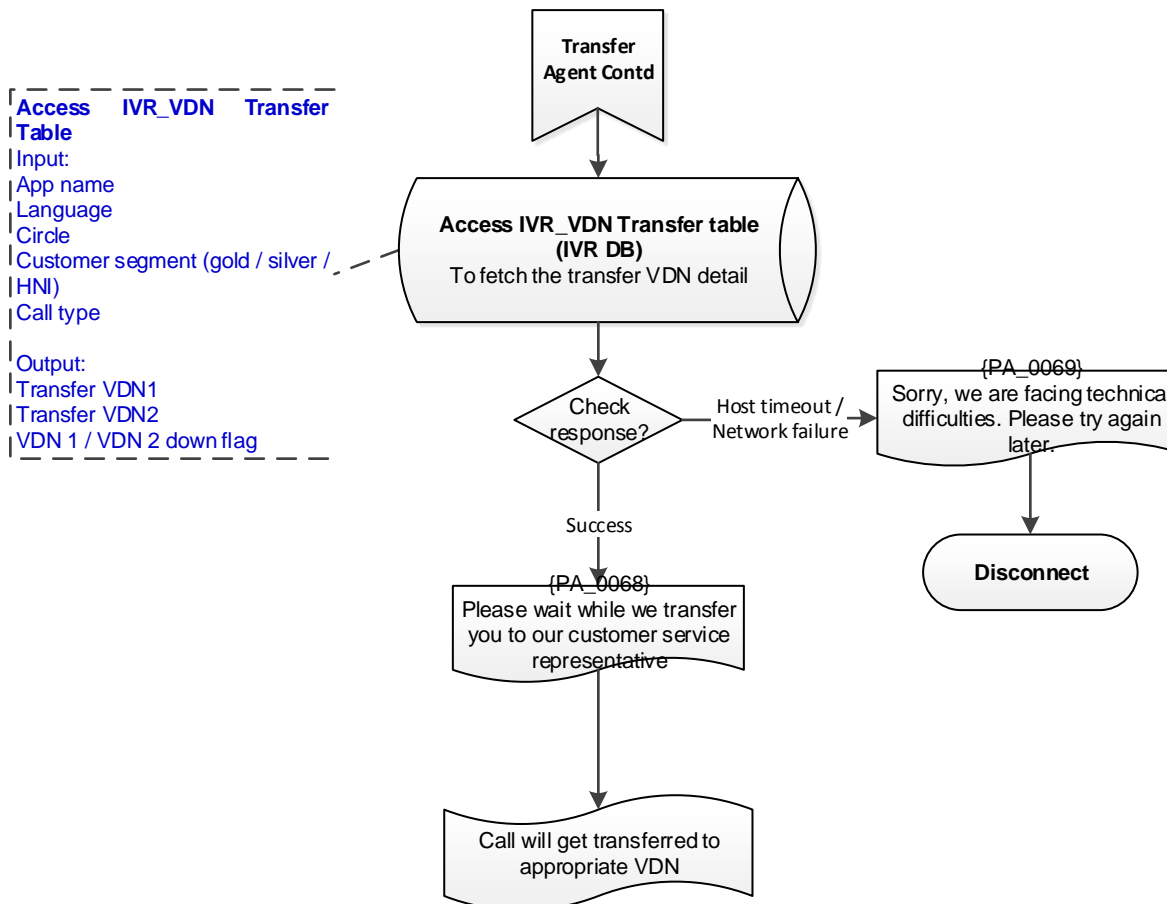 Transfer
Agent Contd
Access IVR_VDN Transfer
Table
Input:
App name
Language
Circle
Customer segment (gold / silver /
HNI)
Call type
Output:
Transfer VDN1
Transfer VDN2
VDN 1 / VDN 2 down flag
Access IVR_VDN Transfer table
(IVR DB)
To fetch the transfer VDN detail
Check
response?
Host timeout /
Network failure
{PA_0069}
Sorry, we are facing technica
difficulties. Please try again
later.
Success
Disconnect
{PA_0068}
Please wait while we transfer
you to our customer service
representative
Call will get transferred to
appropriate VDN